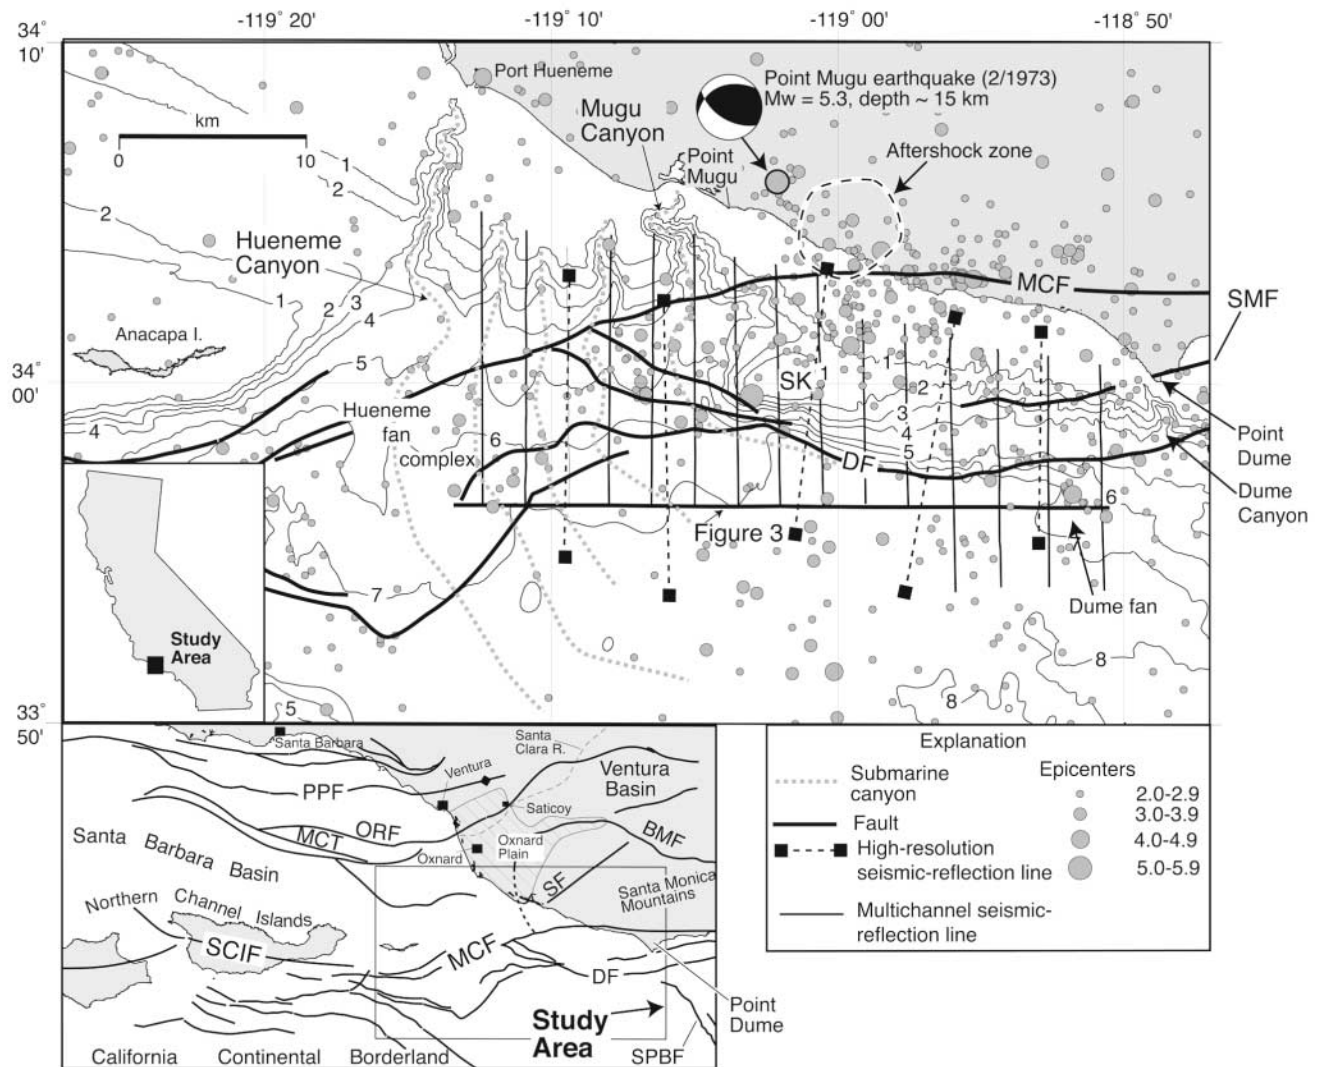 -119˚ 20'
-119˚ 10'
-119˚ 00'
-118˚ 50'
34˚
10'
Port Hueneme
Point Mugu earthquake (2/1973)
Mw = 5.3, depth ~ 15 km
km
0
10
Mugu
Canyon
Point
Mugu
Aftershock zone
1
2
2
Hueneme
Canyon
MCF
SMF
1
2
3
4
Anacapa I.
5
34˚
00'
SK 1
1
2
3
4
5
Hueneme
fan
complex
4
6
DF
Point
Dume
Dume
Canyon
6
Figure 3
Dume fan
7
Study
Area
8
8
5
33˚
50'
Santa Barbara
Santa
Clara R.
Ventura
Ventura
Basin
PPF
Saticoy
ORF
MCT
BMF
Oxnard
Oxnard
Plain
Santa Barbara Basin
SF
Santa Monica
Mountains
Northern Channel Islands
SCIF
MCF
DF
Study
Area
Point
Dume
SPBF
California Continental Borderland
Explanation
Submarine
canyon
Fault
High-resolution
seismic-reflection line
Multichannel seismic-
reflection line
Epicenters
2.0-2.9
3.0-3.9
4.0-4.9
5.0-5.9